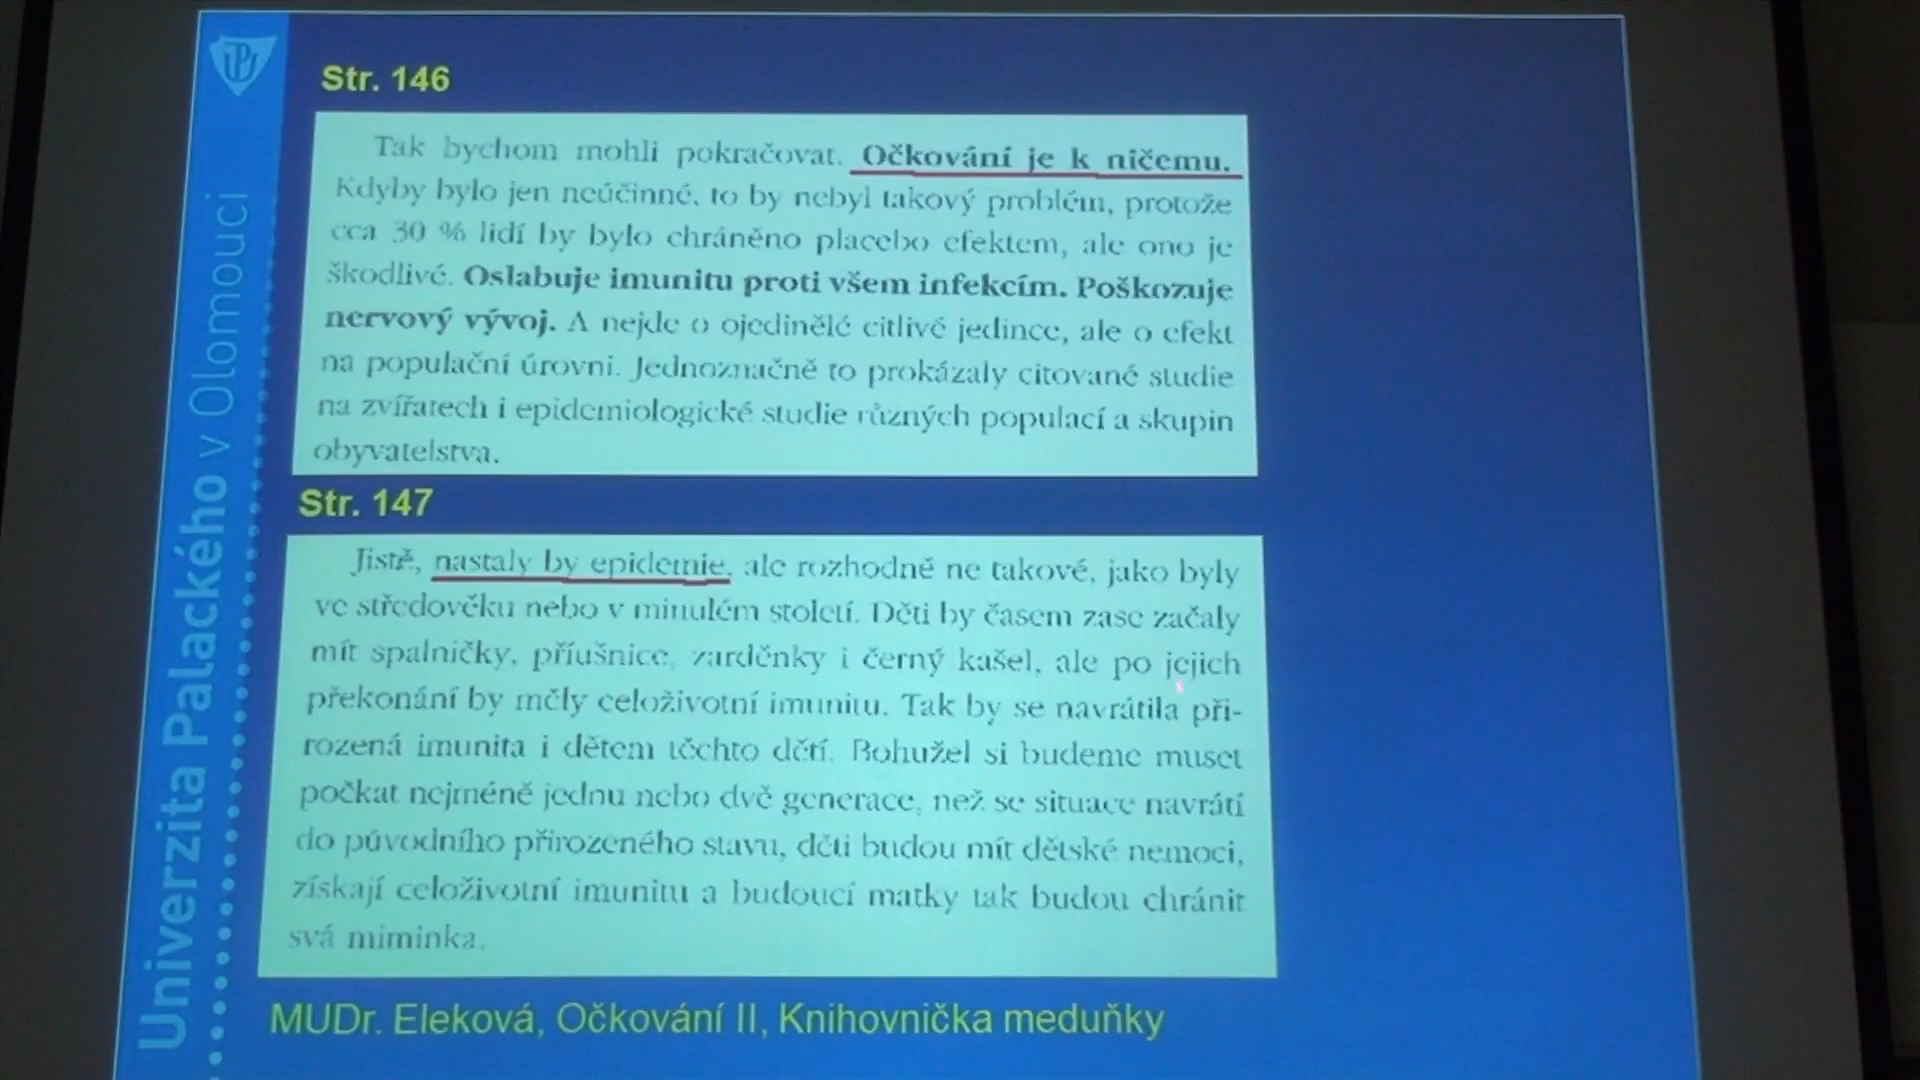 UP
Univerzita Palackého v Olomouci
Str. 146
Tak bychom mohli pokračovat. Očkování je k ničemu.
Kdyby bylo jen neúčinné, to by nebyl takový problém, protože
cca 30 % lidí by bylo chráněno placebo efektem, ale ono je
škodlivé. Oslabuje imunitu proti všem infekcím. Poškozuje
nervový vývoj. A nejde o ojedinělé citlivé jedince, ale o efekt
na populační úrovni. Jednoznačně to prokázaly citované studie
na zvířatech i epidemiologické studie různých populací a skupin
obyvatelstva.
Str. 147
Jistě, nastaly by epidemie, ale rozhodně ne takové, jako byly
ve středověku nebo v minulém století. Děti by časem zase začaly
mít spalničky, příušnice, zarděnky i černý kašel, ale po jejich
překonání by měly celoživotní imunitu. Tak by se navrátila při-
rozená imunita i dětem těchto dětí. Bohužel si budeme muset
počkat nejméně jednu nebo dvě generace, než se situace navrátí
do původního přirozeného stavu, děti budou mít dětské nemoci,
získají celoživotní imunitu a budoucí matky tak budou chránit
svá miminka.
MUDr. Eleková, Očkování II, Knihovnička meduňky